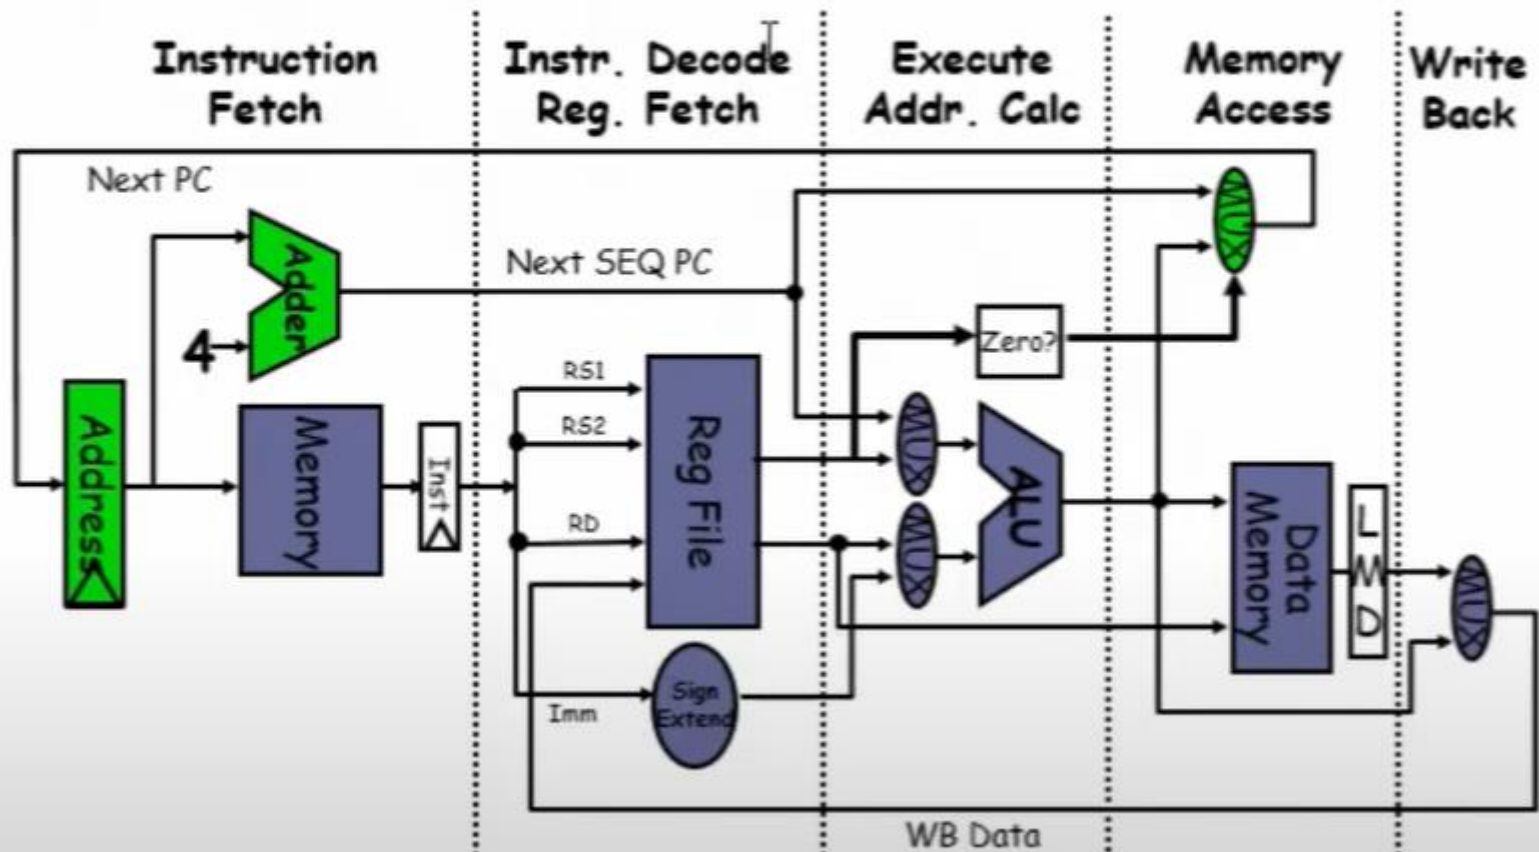 Instruction
Fetch
Instr. Decode
Reg. Fetch
Execute
Addr. Calc
Memory
Access
Write
Back
Next PC
Adder
4
Next SEQ PC
MUX
Zero?
Address
Memory
Inst
RS1
RS2
RD
Reg File
MUX
MUX
ALU
Data
Memory
L
M
D
MUX
Imm
Sign
Extend
WB Data